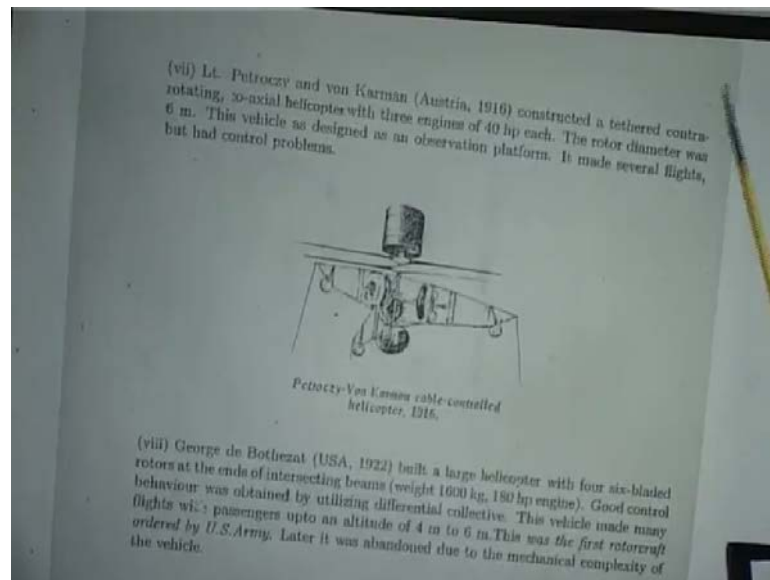 (vii) Lt. Petroczy and von Karman (Austria, 1916) constructed a tethered contra-
rotating, co-axial helicopter with three engines of 40 hp each. The rotor diameter was
6 m. This vehicle as designed as an observation platform. It made several flights,
but had control problems.
Petroczy-Von Karman cable-controlled
helicopter, 1916.
(viii) George de Bothezat (USA, 1922) built a large helicopter with four six-bladed
rotors at the ends of intersecting beams (weight 1600 kg, 180 hp engine). Good control
behaviour was obtained by utilizing differential collective. This vehicle made many
flights with passengers upto an altitude of 4 m to 6 m. This was the first rotorcraft
ordered by U.S.Army. Later it was abandoned due to the mechanical complexity of
the vehicle.